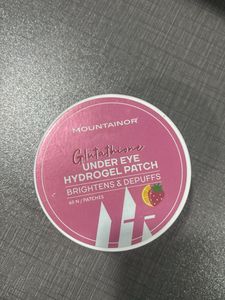 MOUNTAINOR
Glutathione
UNDER EYE
HYDROGEL PATCH
BRIGHTENS & DEPUFFS
60 N / PATCHES